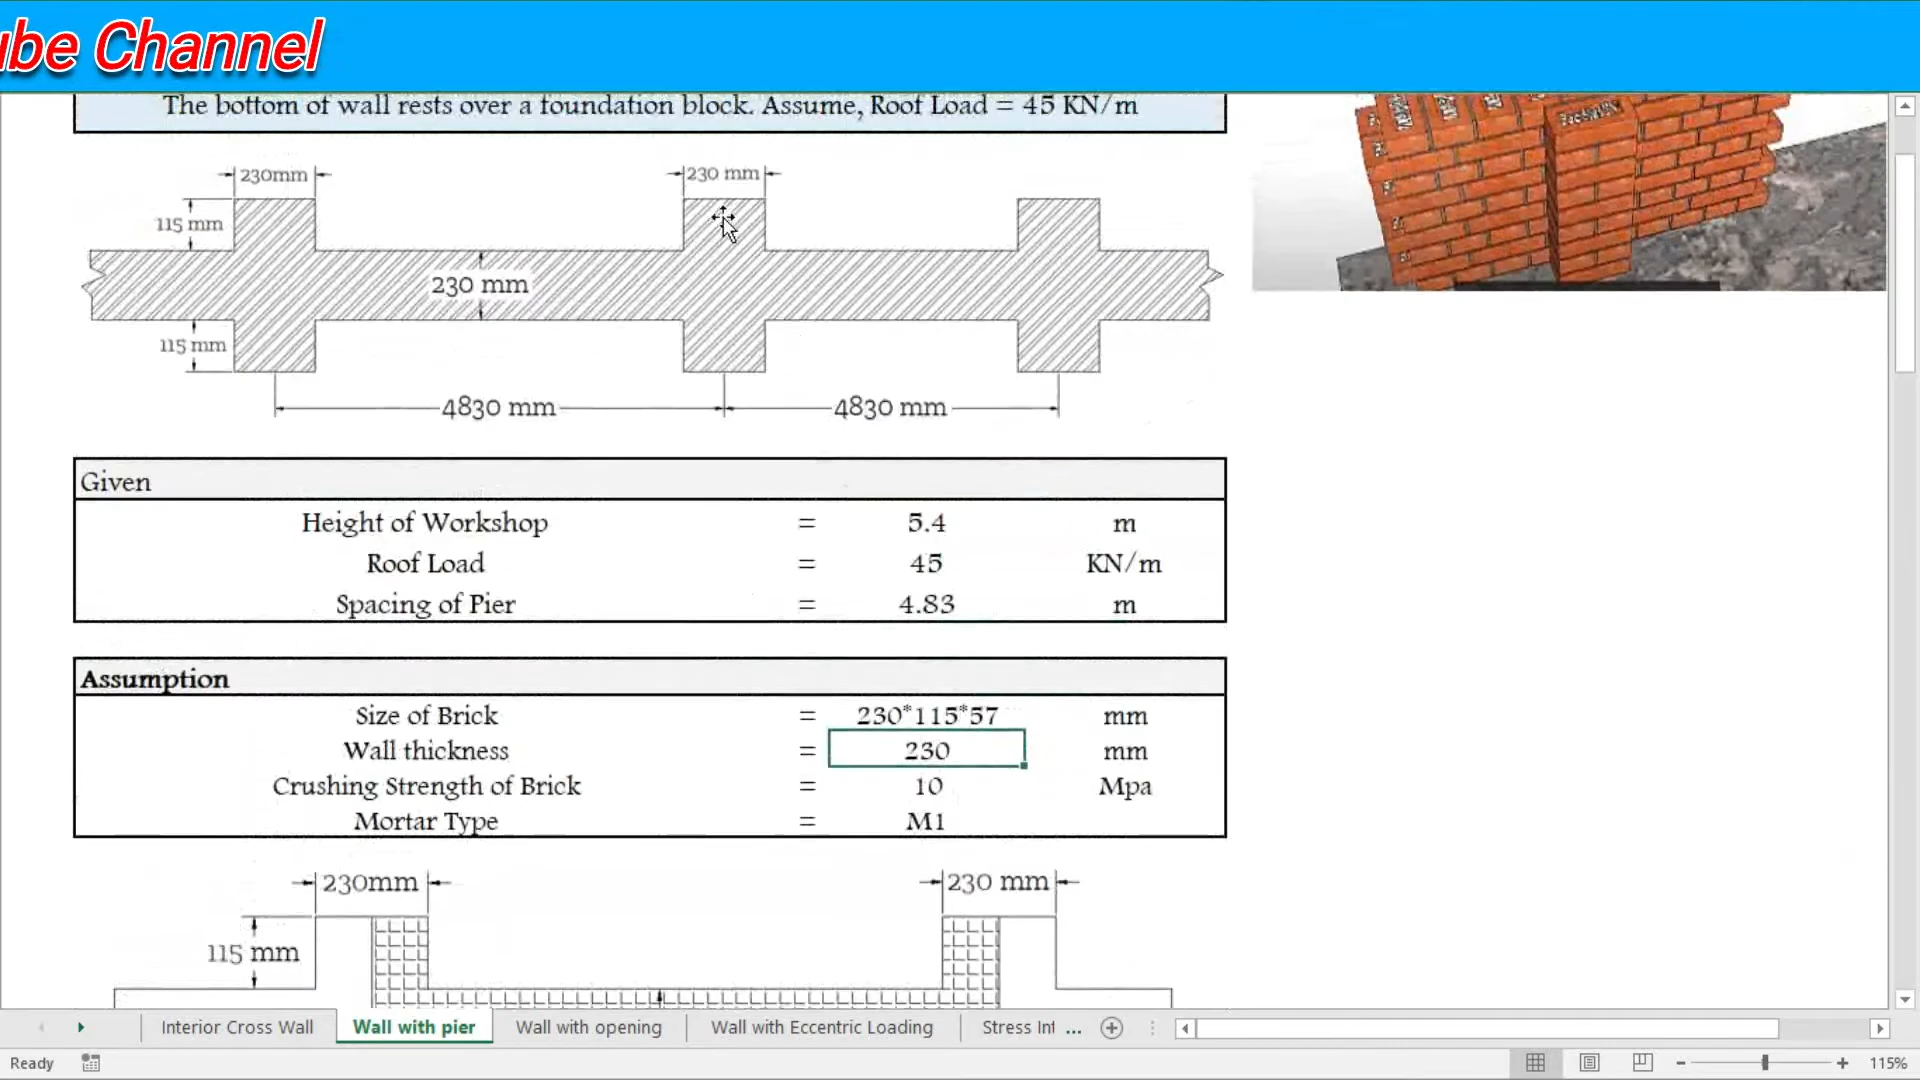 ube Channel
The bottom of wall rests over a foundation block. Assume, Roof Load = 45 KN/m
230mm
230 mm
115 mm
230 mm
115 mm
4830 mm
4830 mm
Given
Height of Workshop = 5.4 m
Roof Load = 45 KN/m
Spacing of Pier = 4.83 m
Assumption
Size of Brick = 230*115*57 mm
Wall thickness = 230 mm
Crushing Strength of Brick = 10 Mpa
Mortar Type = M1
230mm
230 mm
115 mm
Interior Cross Wall
Wall with pier
Wall with opening
Wall with Eccentric Loading
Stress Int ...
Ready
115%